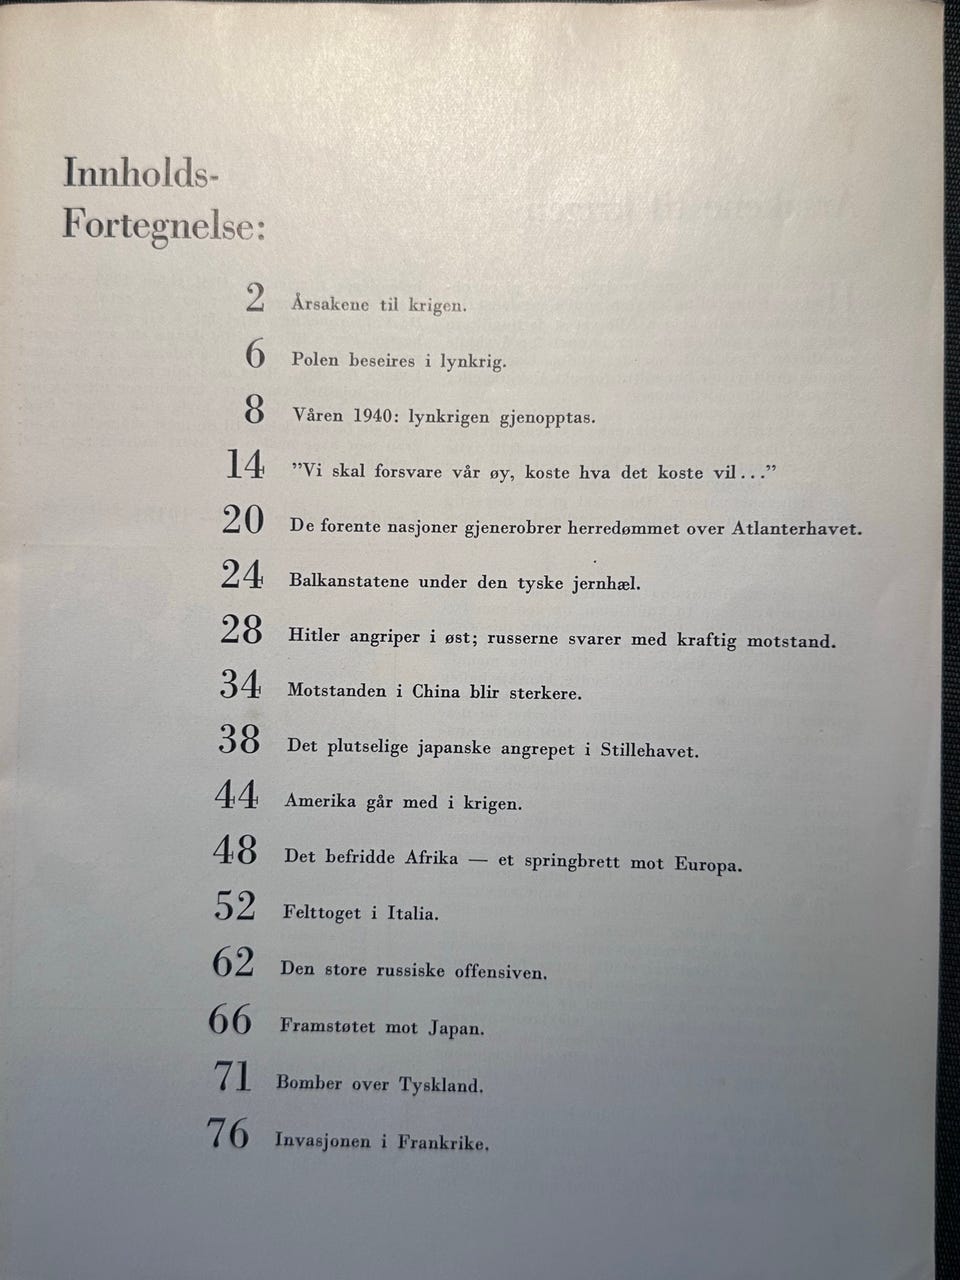 Innholds-
Fortegnelse:
2 Årsakene til krigen.
6 Polen beseires i lynkrig.
8 Våren 1940: lynkrigen gjenopptas.
14 ”Vi skal forsvare vår øy, koste hva det koste vil...”
20 De forente nasjoner gjenerobrer herredømmet over Atlanterhavet.
24 Balkanstatene under den tyske jernhæl.
28 Hitler angriper i øst; russerne svarer med kraftig motstand.
34 Motstanden i China blir sterkere.
38 Det plutselige japanske angrepet i Stillehavet.
44 Amerika går med i krigen.
48 Det befridde Afrika — et springbrett mot Europa.
52 Felttoget i Italia.
62 Den store russiske offensiven.
66 Framstøtet mot Japan.
71 Bomber over Tyskland.
76 Invasjonen i Frankrike.